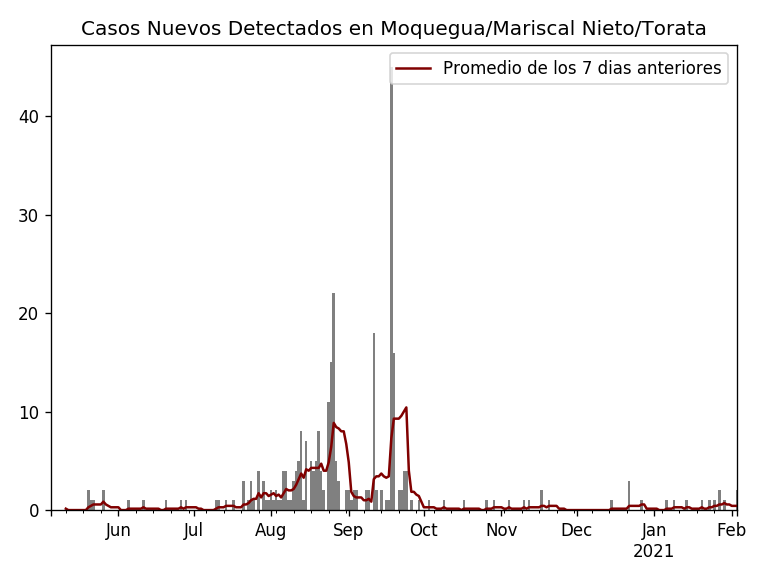 Casos Nuevos Detectados en Moquegua/Mariscal Nieto/Torata
Promedio de los 7 dias anteriores
40
30
20
10
0
Jun Jul Aug Sep Oct Nov Dec Jan Feb
2021